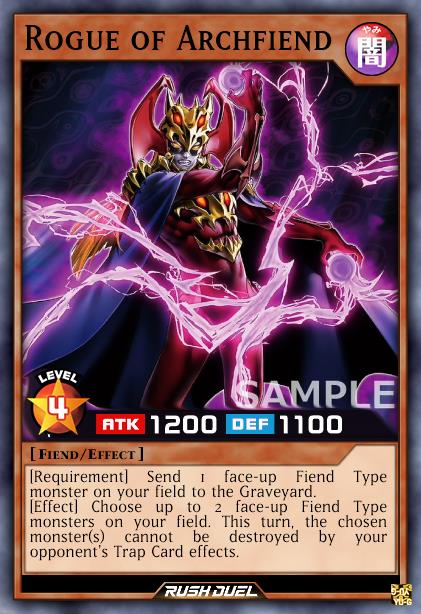 ROGUE OF ARCHFIEND
やみ
闇
SAMPLE
LEVEL
4
ATK 1200 DEF 1100
[FIEND/EFFECT]
[Requirement] Send 1 face-up Fiend Type
monster on your field to the Graveyard.
[Effect] Choose up to 2 face-up Fiend Type
monsters on your field. This turn, the chosen
monster(s) cannot be destroyed by your
opponent's Trap Card effects.
RUSH DUEL